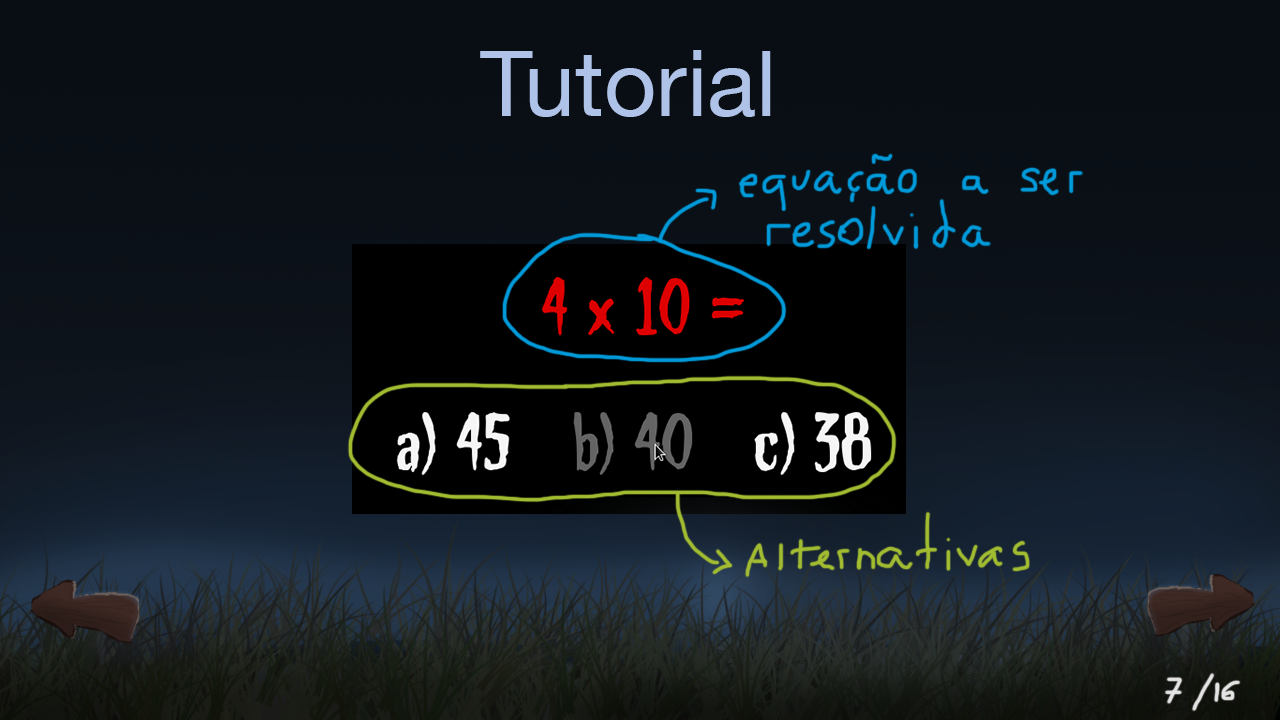 Tutorial
equação a ser
resolvida
4 x 10 =
a) 45 b) 40 c) 38
Alternativas
7 /16